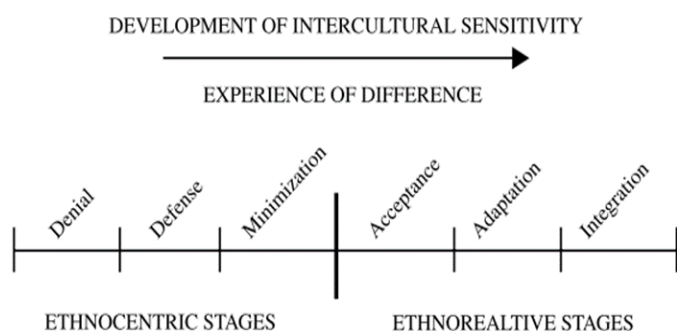 DEVELOPMENT OF INTERCULTURAL SENSITIVITY
EXPERIENCE OF DIFFERENCE
Denial
Defense
Minimization
Acceptance
Adaptation
Integration
ETHNOCENTRIC STAGES
ETHNOREALTIVE STAGES